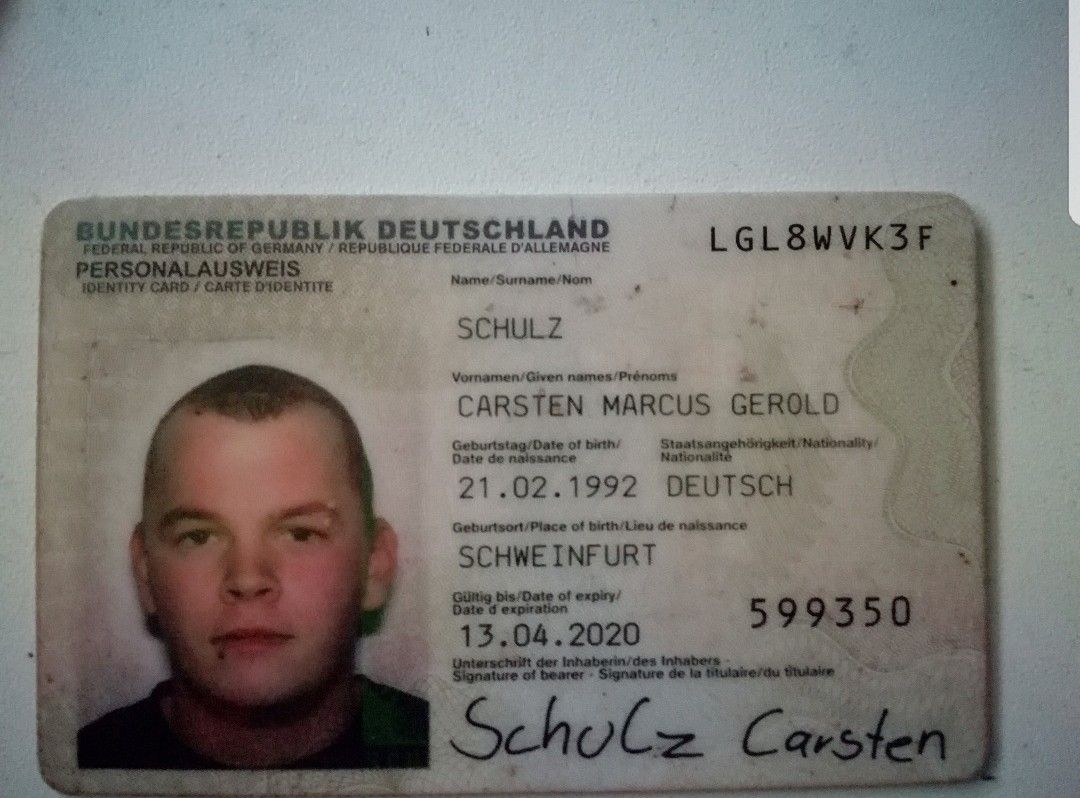 BUNDESREPUBLIK DEUTSCHLAND
FEDERAL REPUBLIC OF GERMANY / REPUBLIQUE FEDERALE D'ALLEMAGNE
PERSONALAUSWEIS
IDENTITY CARD / CARTE D'IDENTITE
LGL8WVK3F
Name/Surname/Nom
SCHULZ
Vornamen/Given names/Prénoms
CARSTEN MARCUS GEROLD
Geburtstag/Date of birth/
Date de naissance
Staatsangehörigkeit/Nationality/
Nationalité
21.02.1992 DEUTSCH
Geburtsort/Place of birth/Lieu de naissance
SCHWEINFURT
Gültig bis/Date of expiry/
Date d expiration
13.04.2020
599350
Unterschrift der Inhaberin/des Inhabers -
Signature of bearer - Signature de la titulaire/du titulaire
Schulz Carsten